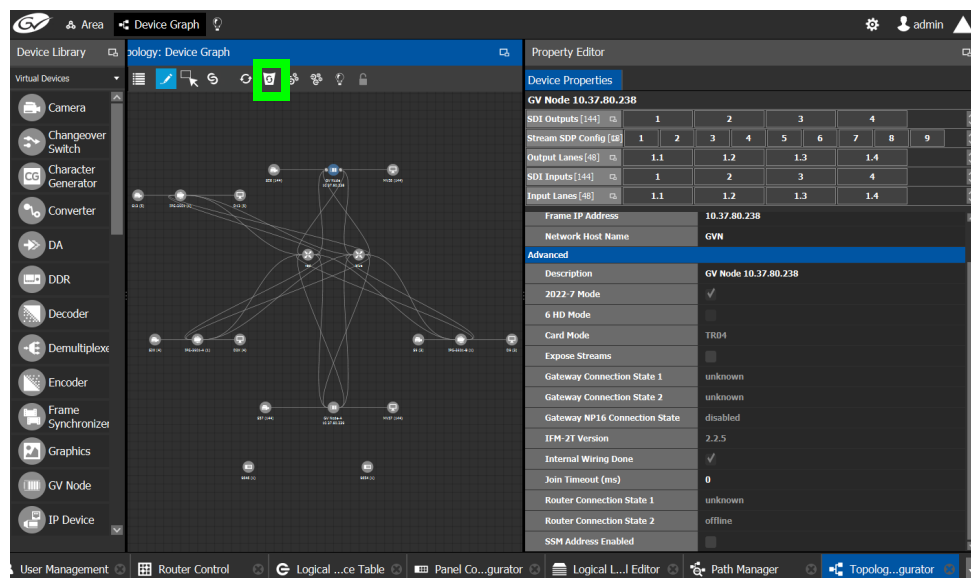 GV
Area
Device Graph
admin
Device Library
pology: Device Graph
Property Editor
Virtual Devices
Camera
Changeover
Switch
Character
Generator
Converter
DA
DDR
Decoder
Demultiplexe
Encoder
Frame
Synchronizer
Graphics
GV Node
IP Device
Device Properties
GV Node 10.37.80.238
SDI Outputs [144] 1 2 3 4
Stream SDP Config [ 1 2 3 4 5 6 7 8 9
Output Lanes [48] 1.1 1.2 1.3 1.4
SDI Inputs [144] 1 2 3 4
Input Lanes [48] 1.1 1.2 1.3 1.4
Frame IP Address 10.37.80.238
Network Host Name GVN
Advanced
Description GV Node 10.37.80.238
2022-7 Mode
6 HD Mode
Card Mode TR04
Expose Streams
Gateway Connection State 1 unknown
Gateway Connection State 2 unknown
Gateway NP16 Connection State disabled
IFM-2T Version 2.2.5
Internal Wiring Done
Join Timeout (ms) 0
Router Connection State 1 unknown
Router Connection State 2 offline
SSM Address Enabled
User Management
Router Control
Logical ...ce Table
Panel Co...gurator
Logical L...l Editor
Path Manager
Topolog...gurator